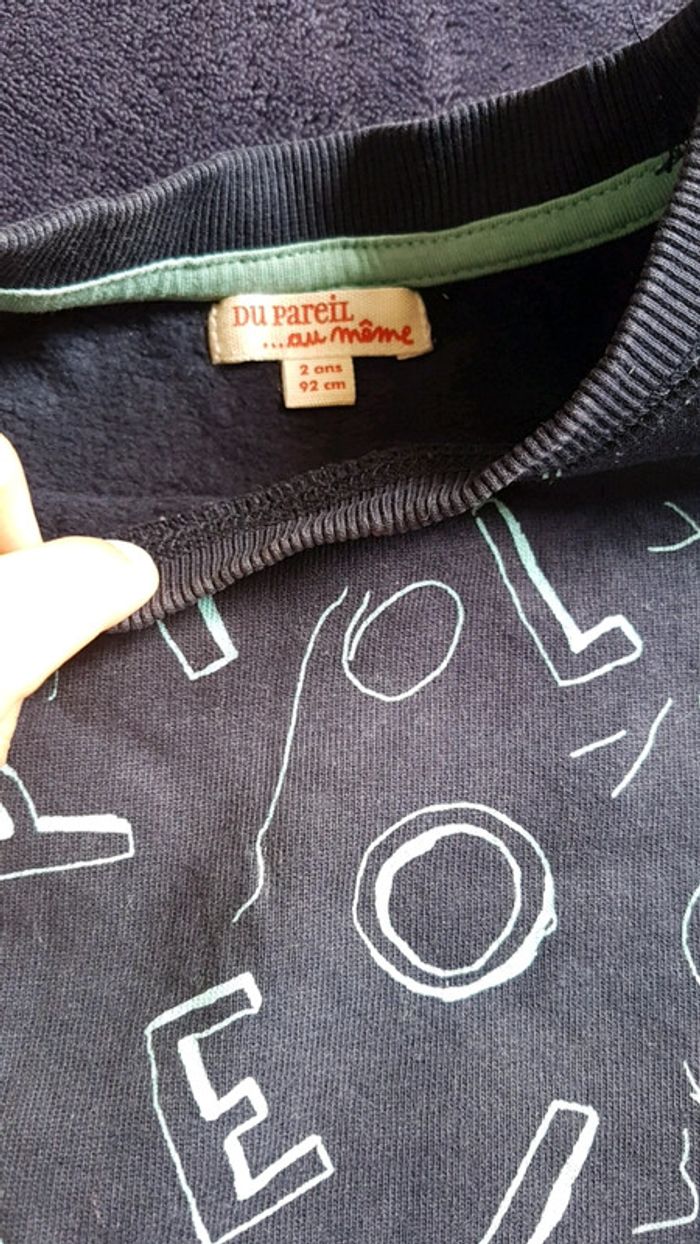 DU PaReiL
...au même
2 ans
92 cm
L
O
E